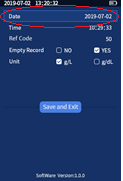 2019-07-02 13:20:32
Date 2019-07-02
Time 10:29:33
Ref Code 50
Empty Record NO YES
Unit g/L g/dL
Save and Exit
SoftWare Version:1.0.0